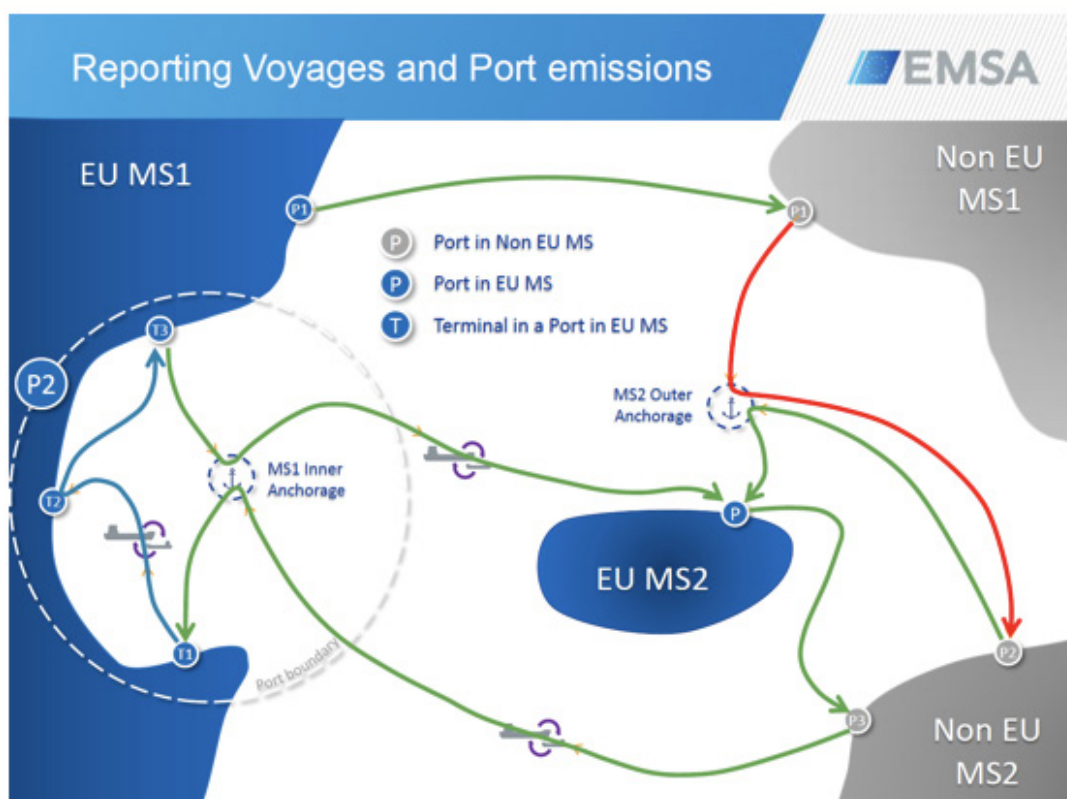 Reporting Voyages and Port emissions
EMSA
EU MS1
Non EU
MS1
P1
P1
P
Port in Non EU MS
P
Port in EU MS
T
Terminal in a Port in EU MS
T3
P2
MS2 Outer
Anchorage
MS1 Inner
Anchorage
T2
P
EU MS2
T1
Port boundary
P2
P3
Non EU
MS2